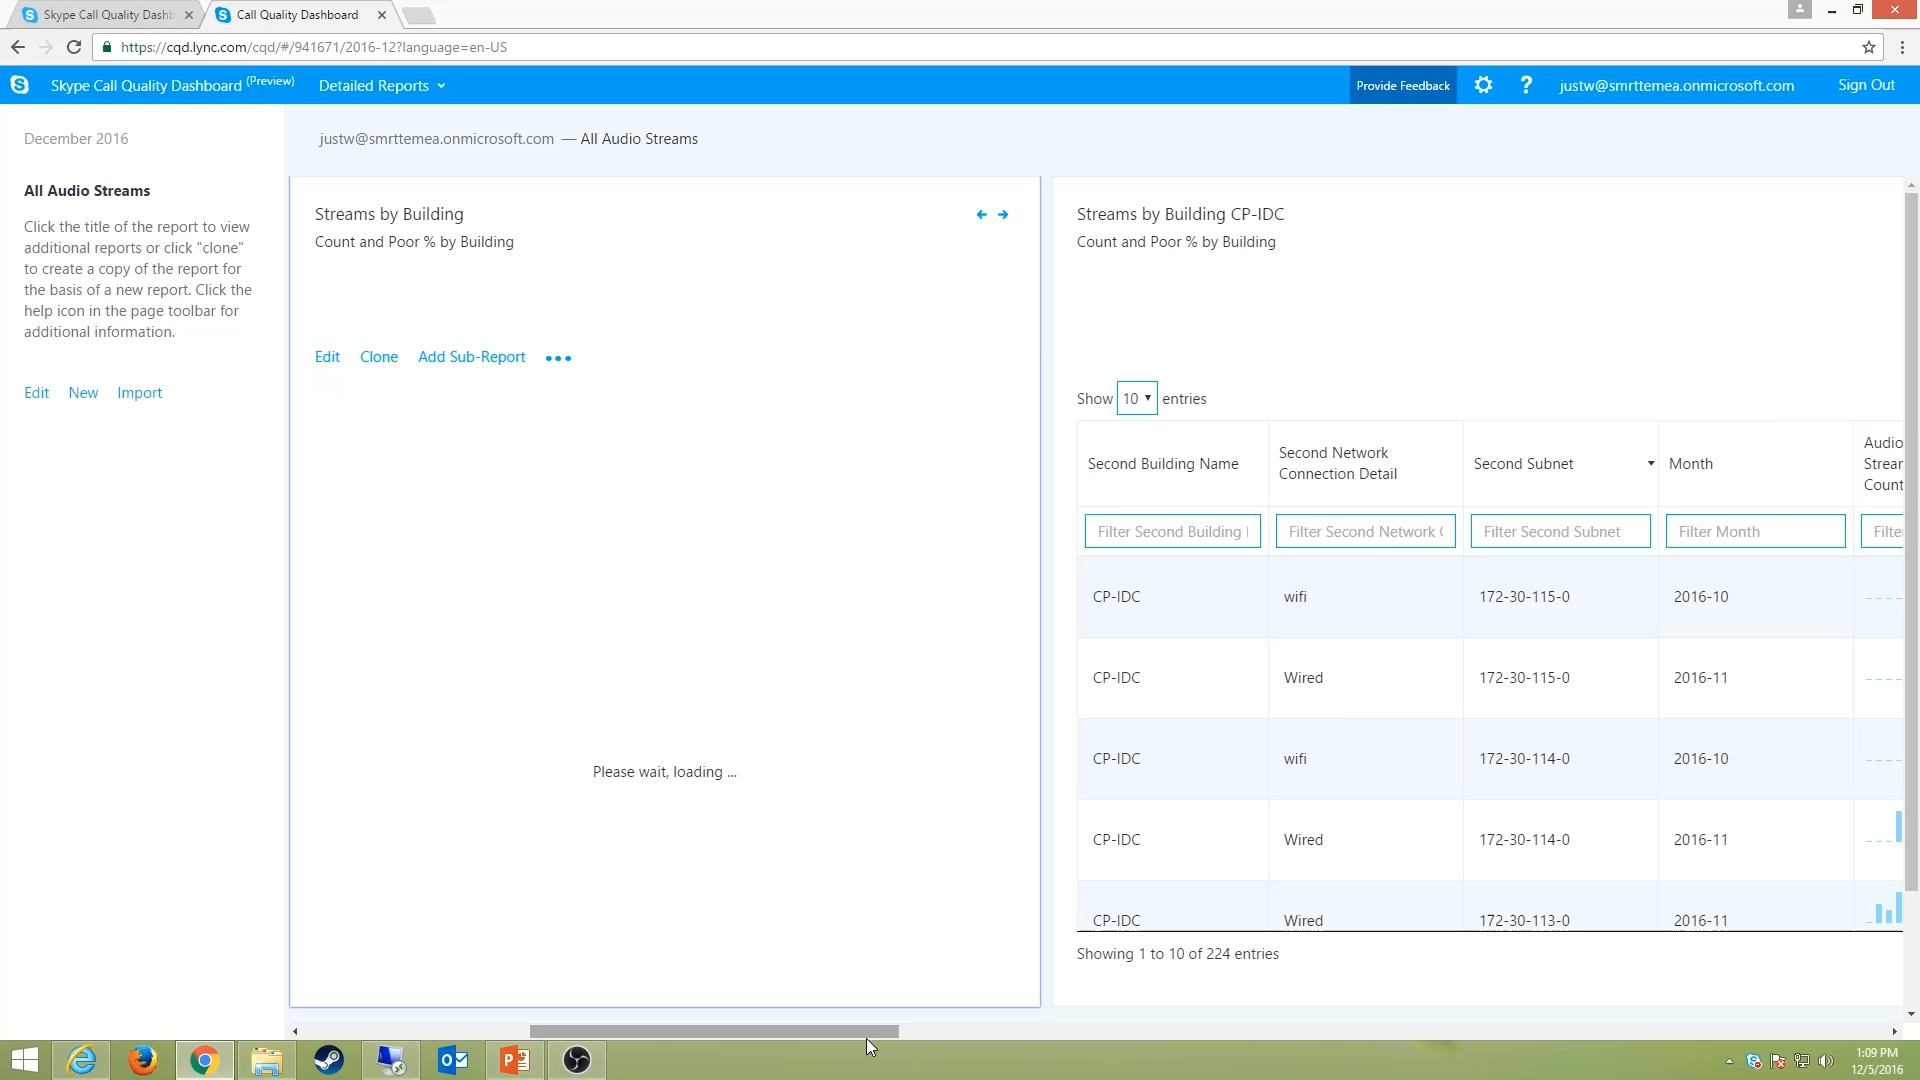 Skype Call Quality Dashb
Call Quality Dashboard
https://cqd.lync.com/cqd/#/941671/2016-12?language=en-US
Skype Call Quality Dashboard (Preview)
Detailed Reports
Provide Feedback
?
justw@smrttemea.onmicrosoft.com
Sign Out
December 2016
All Audio Streams
Click the title of the report to view
additional reports or click "clone"
to create a copy of the report for
the basis of a new report. Click the
help icon in the page toolbar for
additional information.
Edit New Import
justw@smrttemea.onmicrosoft.com — All Audio Streams
Streams by Building
Count and Poor % by Building
Edit Clone Add Sub-Report
Please wait, loading ...
Streams by Building CP-IDC
Count and Poor % by Building
Show 10 entries
Second Building Name
Second Network
Connection Detail
Second Subnet
Month
Audio
Strear
Count
Filter Second Building
Filter Second Network
Filter Second Subnet
Filter Month
Filte
CP-IDC wifi 172-30-115-0 2016-10
CP-IDC Wired 172-30-115-0 2016-11
CP-IDC wifi 172-30-114-0 2016-10
CP-IDC Wired 172-30-114-0 2016-11
CP-IDC Wired 172-30-113-0 2016-11
Showing 1 to 10 of 224 entries
1:09 PM
12/5/2016